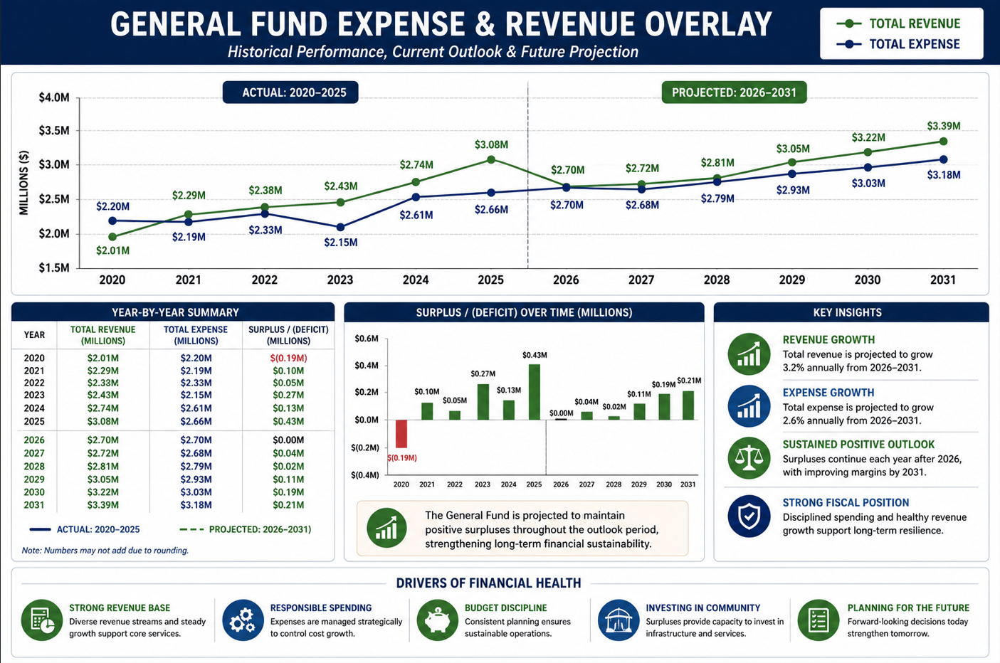 GENERAL FUND EXPENSE & REVENUE OVERLAY
Historical Performance, Current Outlook & Future Projection
TOTAL REVENUE
TOTAL EXPENSE
ACTUAL: 2020–2025
PROJECTED: 2026–2031
MILLIONS ($)
$4.0M
$3.5M
$3.0M
$2.5M
$2.0M
$1.5M
$2.01M
$2.29M
$2.38M
$2.43M
$2.74M
$3.08M
$2.70M
$2.72M
$2.81M
$3.05M
$3.22M
$3.39M
$2.20M
$2.19M
$2.33M
$2.15M
$2.61M
$2.66M
$2.70M
$2.68M
$2.79M
$2.93M
$3.03M
$3.18M
2020 2021 2022 2023 2024 2025 2026 2027 2028 2029 2030 2031
YEAR-BY-YEAR SUMMARY
YEAR TOTAL REVENUE (MILLIONS) TOTAL EXPENSE (MILLIONS) SURPLUS / (DEFICIT) (MILLIONS)
2020 $2.01M $2.20M $(0.19M)
2021 $2.29M $2.19M $0.10M
2022 $2.38M $2.33M $0.05M
2023 $2.43M $2.15M $0.27M
2024 $2.74M $2.61M $0.13M
2025 $3.08M $2.66M $0.43M
2026 $2.70M $2.70M $0.00M
2027 $2.72M $2.68M $0.04M
2028 $2.81M $2.79M $0.02M
2029 $3.05M $2.93M $0.11M
2030 $3.22M $3.03M $0.19M
2031 $3.39M $3.18M $0.21M
ACTUAL: 2020–2025
PROJECTED: 2026–2031)
Note: Numbers may not add due to rounding.
SURPLUS / (DEFICIT) OVER TIME (MILLIONS)
$0.6M
$0.4M
$0.2M
$0.0M
$(0.2M)
$(0.4M)
$(0.19M)
$0.10M
$0.05M
$0.27M
$0.13M
$0.43M
$0.00M
$0.04M
$0.02M
$0.11M
$0.19M
$0.21M
2020 2021 2022 2023 2024 2025 2026 2027 2028 2029 2030 2031
The General Fund is projected to maintain
positive surpluses throughout the outlook period,
strengthening long-term financial sustainability.
KEY INSIGHTS
REVENUE GROWTH
Total revenue is projected to grow
3.2% annually from 2026–2031.
EXPENSE GROWTH
Total expense is projected to grow
2.6% annually from 2026–2031.
SUSTAINED POSITIVE OUTLOOK
Surpluses continue each year after 2026,
with improving margins by 2031.
STRONG FISCAL POSITION
Disciplined spending and healthy revenue
growth support long-term resilience.
DRIVERS OF FINANCIAL HEALTH
STRONG REVENUE BASE
Diverse revenue streams and steady
growth support core services.
RESPONSIBLE SPENDING
Expenses are managed strategically
to control cost growth.
BUDGET DISCIPLINE
Consistent planning ensures
sustainable operations.
INVESTING IN COMMUNITY
Surpluses provide capacity to invest in
infrastructure and services.
PLANNING FOR THE FUTURE
Forward-looking decisions today
strengthen tomorrow.